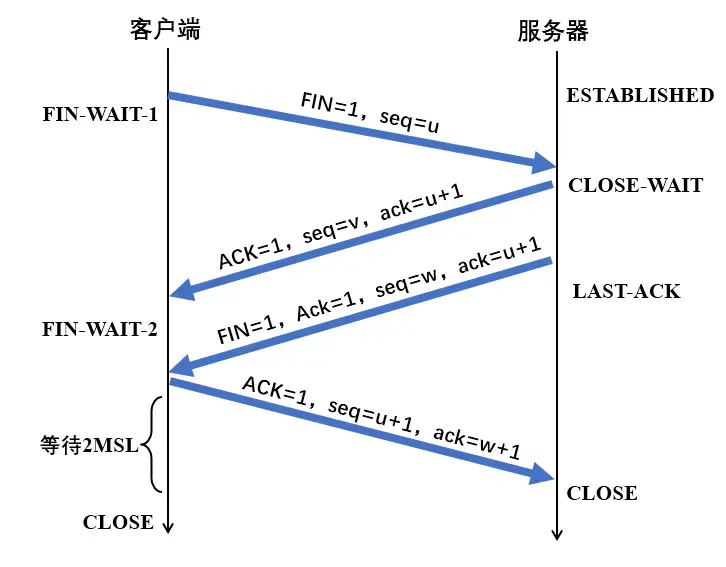 客户端
服务器
ESTABLISHED
FIN-WAIT-1
FIN=1，seq=u
CLOSE-WAIT
ACK=1，seq=v，ack=u+1
FIN=1，Ack=1，seq=w，ack=u+1
LAST-ACK
FIN-WAIT-2
ACK=1，seq=u+1，ack=w+1
等待2MSL
CLOSE
CLOSE